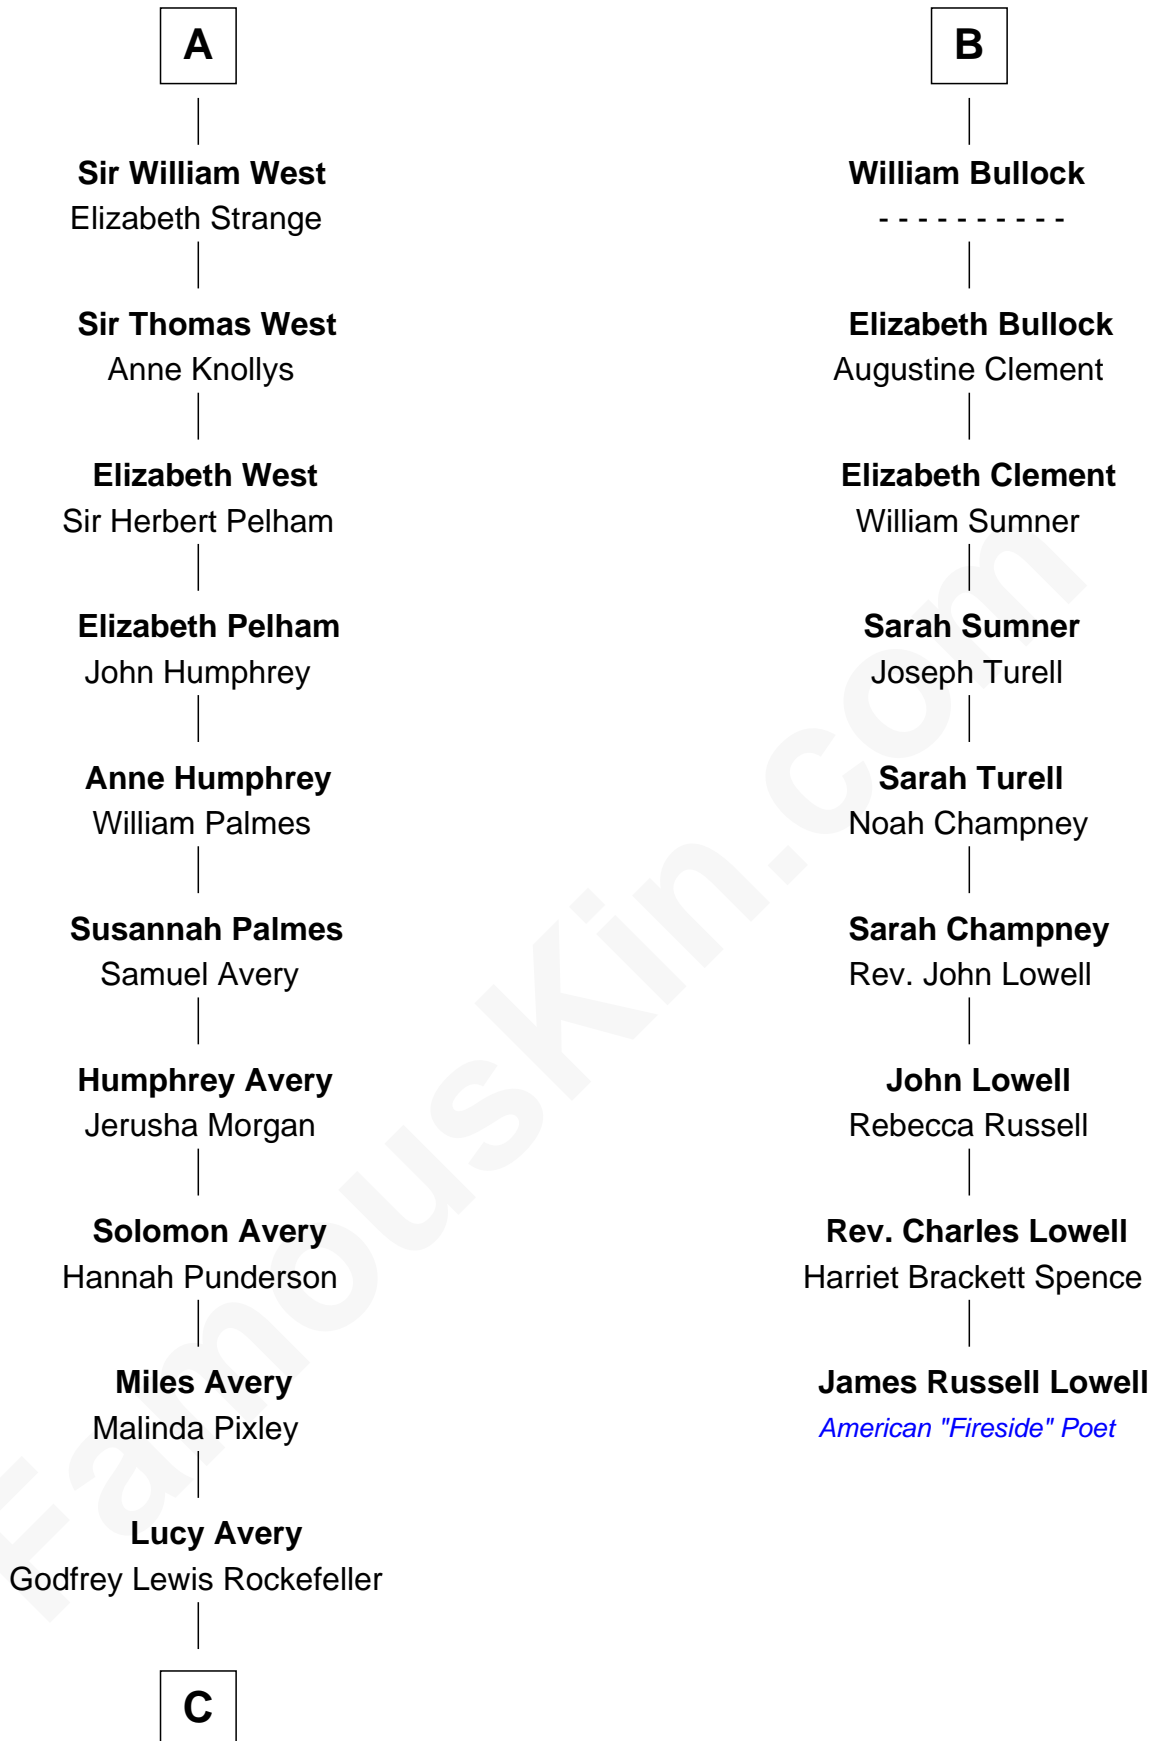 A
Sir William West
Elizabeth Strange
Sir Thomas West
Anne Knollys
Elizabeth West
Sir Herbert Pelham
Elizabeth Pelham
John Humphrey
Anne Humphrey
William Palmes
Susannah Palmes
Samuel Avery
Humphrey Avery
Jerusha Morgan
Solomon Avery
Hannah Punderson
Miles Avery
Malinda Pixley
Lucy Avery
Godfrey Lewis Rockefeller
C
B
William Bullock
- - - - - - - - - -
Elizabeth Bullock
Augustine Clement
Elizabeth Clement
William Sumner
Sarah Sumner
Joseph Turell
Sarah Turell
Noah Champney
Sarah Champney
Rev. John Lowell
John Lowell
Rebecca Russell
Rev. Charles Lowell
Harriet Brackett Spence
James Russell Lowell
American "Fireside" Poet
FamousKin.com